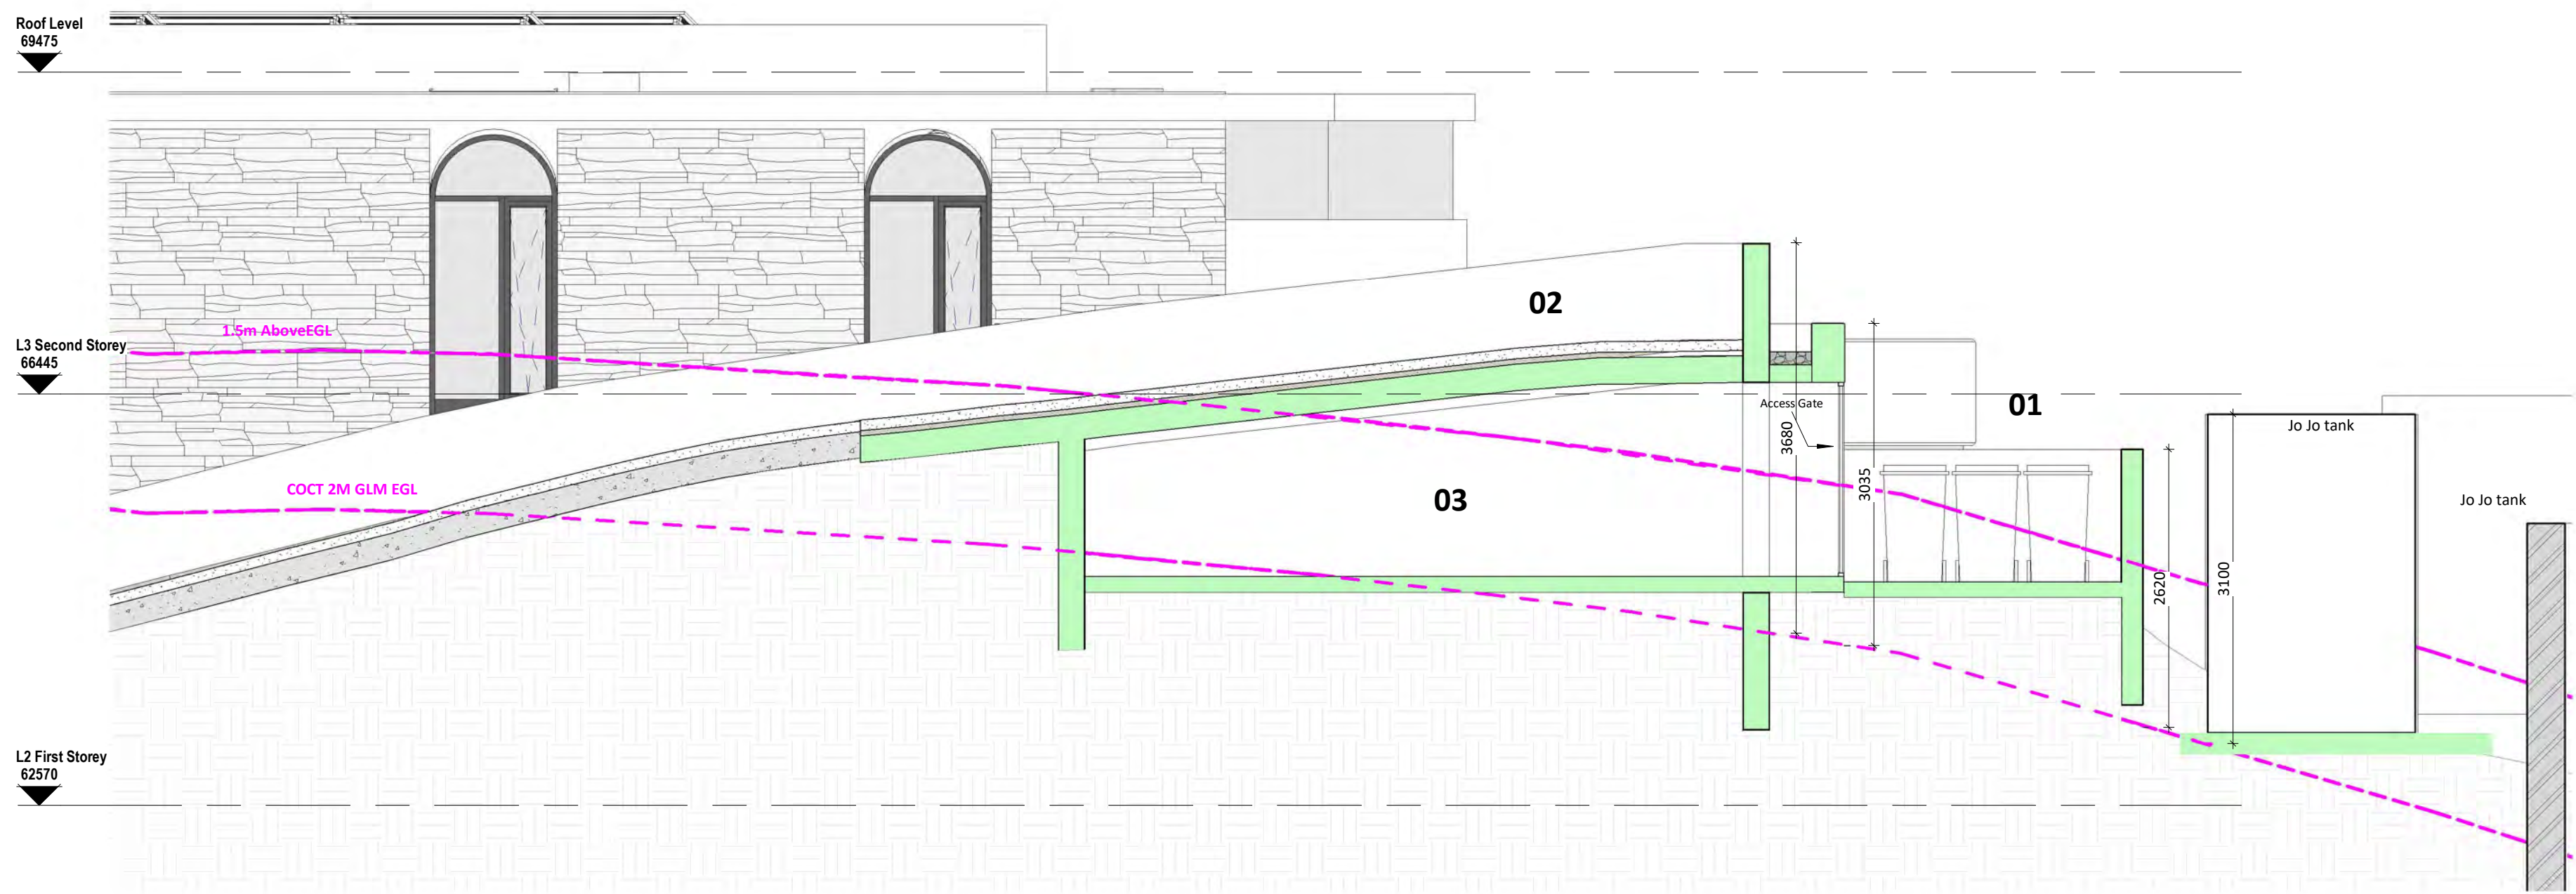 Roof Level
69475
02
1.5m AboveEGL
L3 Second Storey
66445
Access Gate
01
Jo Jo tank
3680
COCT 2M GLM EGL
3035
03
Jo Jo tank
2620
3100
L2 First Storey
62570